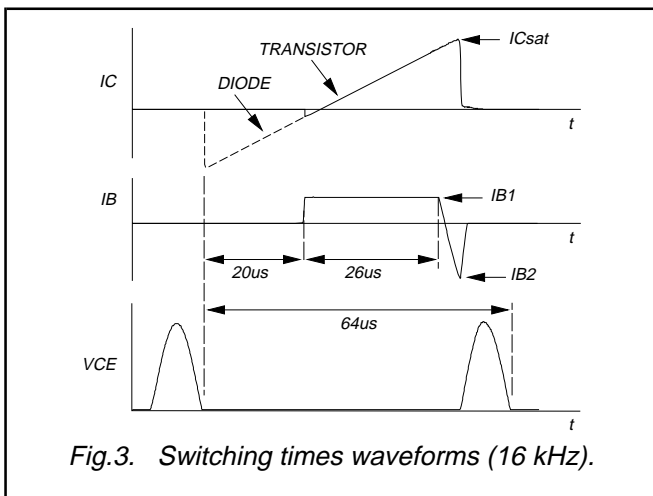 ICsat
TRANSISTOR
IC
DIODE
t
IB
IB1
t
20us
26us
IB2
64us
VCE
t
Fig.3. Switching times waveforms (16 kHz).